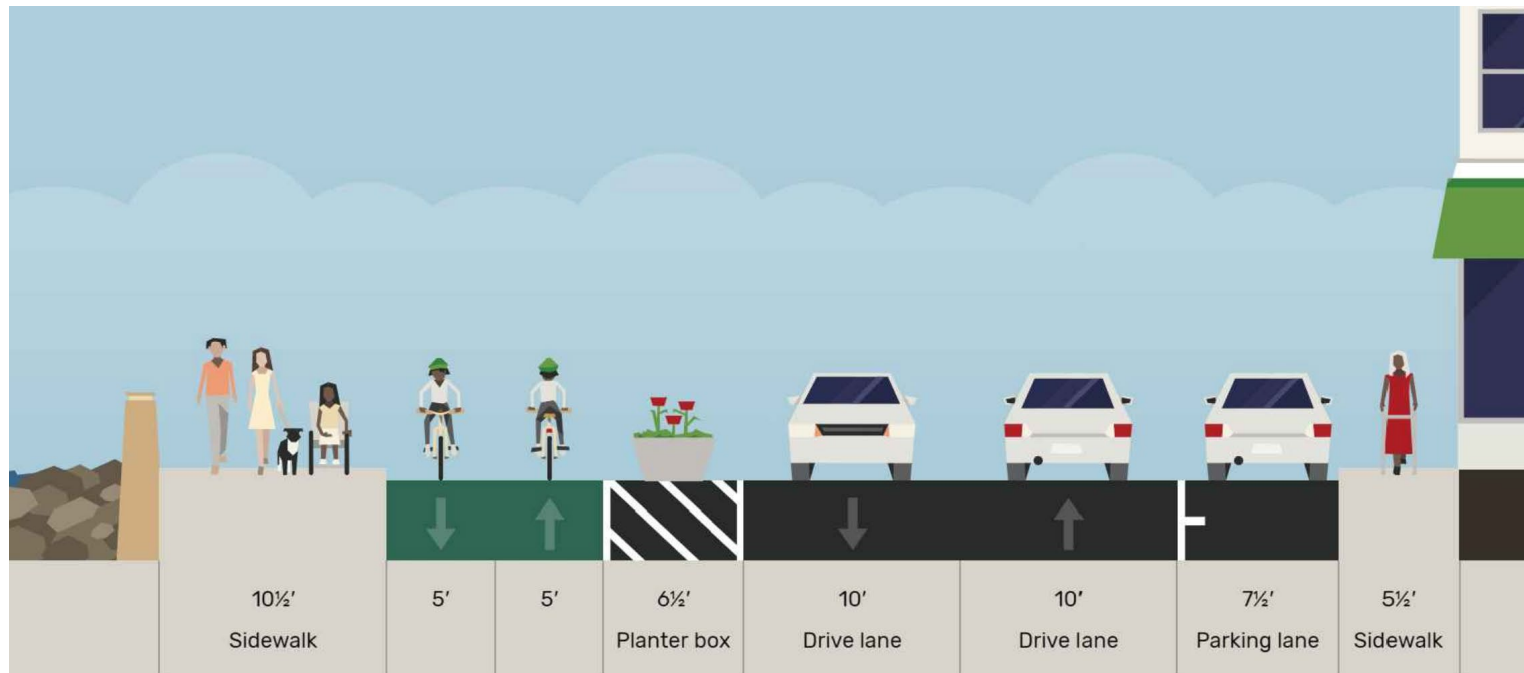 10½′ 5′ 5′ 6½′ 10′ 10′ 7½′ 5½′
Sidewalk Planter box Drive lane Drive lane Parking lane Sidewalk